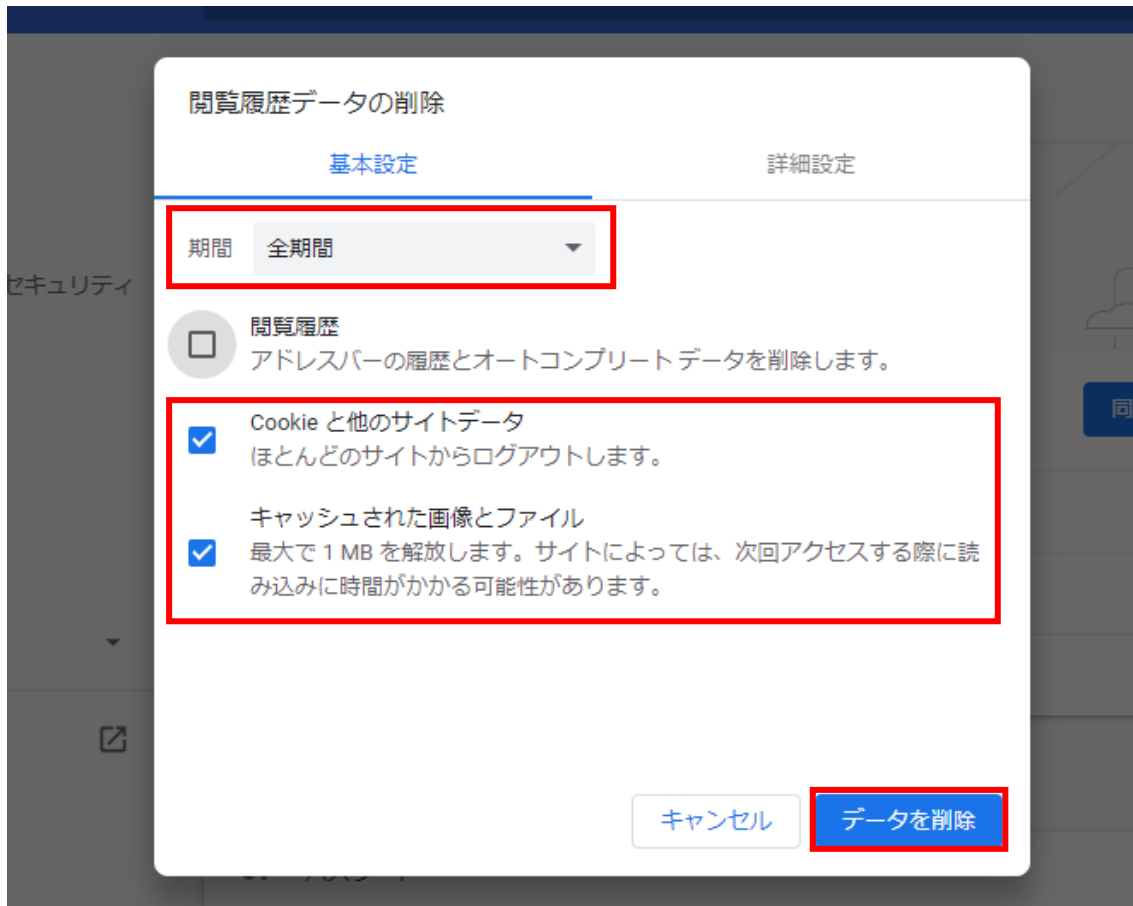 閲覧履歴データの削除
基本設定
詳細設定
期間
全期間
セキュリティ
閲覧履歴
アドレスバーの履歴とオートコンプリート データを削除します。
Cookie と他のサイトデータ
ほとんどのサイトからログアウトします。
同
キャッシュされた画像とファイル
最大で 1 MB を解放します。サイトによっては、次回アクセスする際に読
み込みに時間がかかる可能性があります。
キャンセル
データを削除